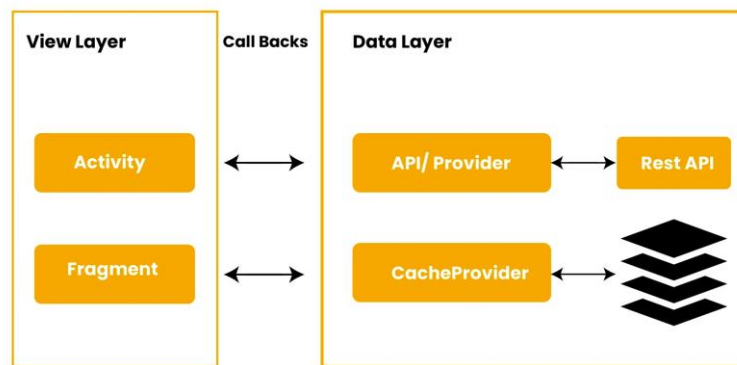 View Layer
Call Backs
Data Layer
Activity
API/ Provider
Rest API
Fragment
CacheProvider